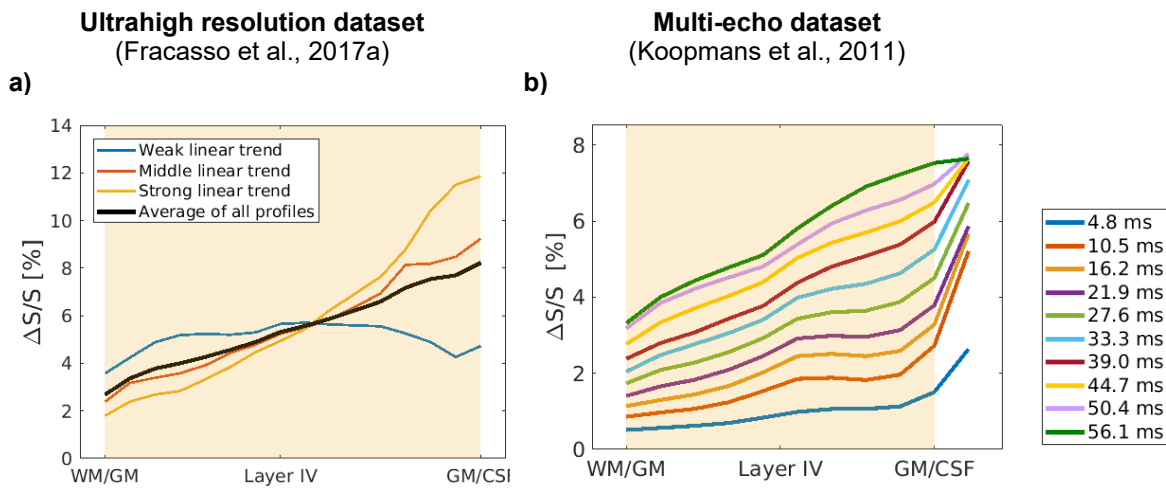 Ultrahigh resolution dataset
(Fracasso et al., 2017a)
a)
14
12
10
8
6
4
2
0
ΔS/S [%]
Weak linear trend
Middle linear trend
Strong linear trend
Average of all profiles
WM/GM
Layer IV
GM/CSI
Multi-echo dataset
(Koopmans et al., 2011)
b)
8
6
4
2
0
ΔS/S [%]
WM/GM
Layer IV
GM/CSF
4.8 ms
10.5 ms
16.2 ms
21.9 ms
27.6 ms
33.3 ms
39.0 ms
44.7 ms
50.4 ms
56.1 ms